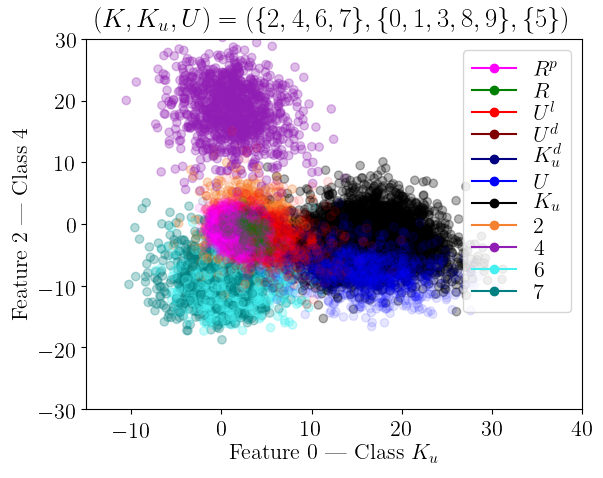 (K, K_u, U) = ({2, 4, 6, 7}, {0, 1, 3, 8, 9}, {5})
30
20
10
0
−10
−20
−30
Feature 2 — Class 4
R^p
R
U^l
U^d
K_u^d
U
K_u
2
4
6
7
−10
0
10
20
30
40
Feature 0 — Class K_u